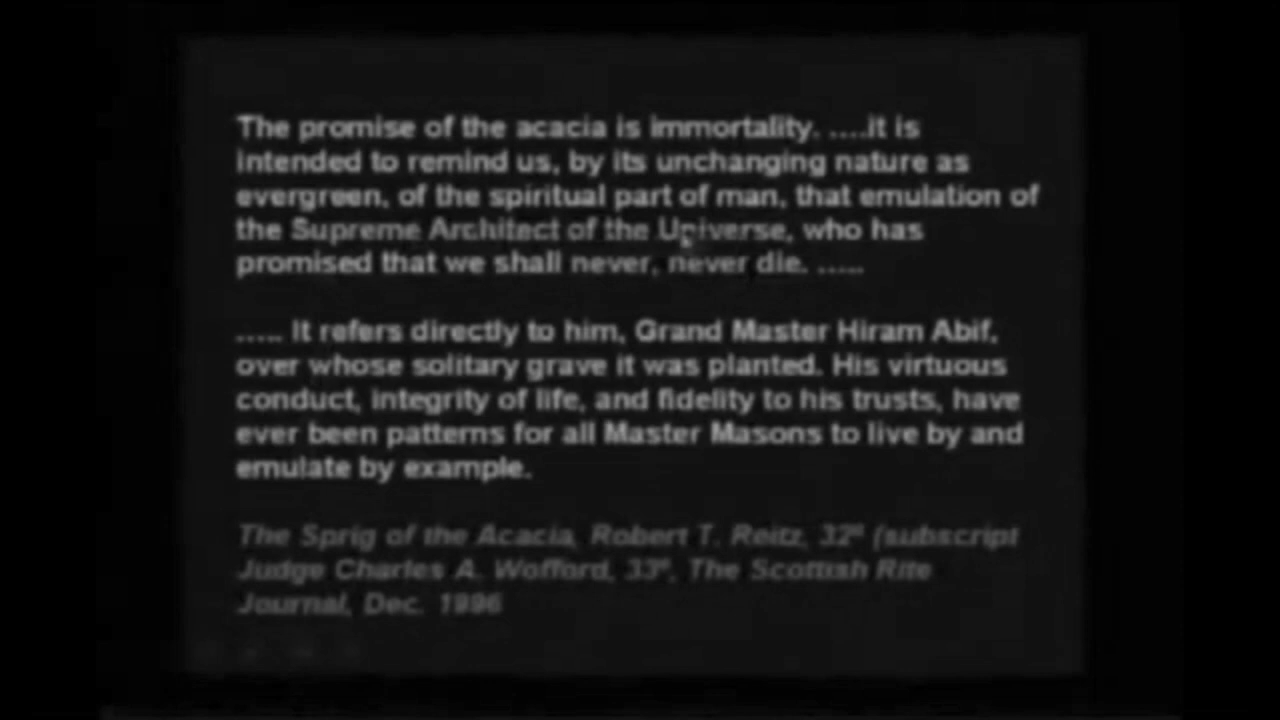 The promise of the acacia is immortality. ....it is
intended to remind us, by its unchanging nature as
evergreen, of the spiritual part of man, that emulation of
the Supreme Architect of the Universe, who has
promised that we shall never, never die. .....
..... It refers directly to him, Grand Master Hiram Abif,
over whose solitary grave it was planted. His virtuous
conduct, integrity of life, and fidelity to his trusts, have
ever been patterns for all Master Masons to live by and
emulate by example.
The Sprig of the Acacia, Robert T. Reitz, 32º (subscript
Judge Charles A. Wofford, 33º, The Scottish Rite
Journal, Dec. 1996